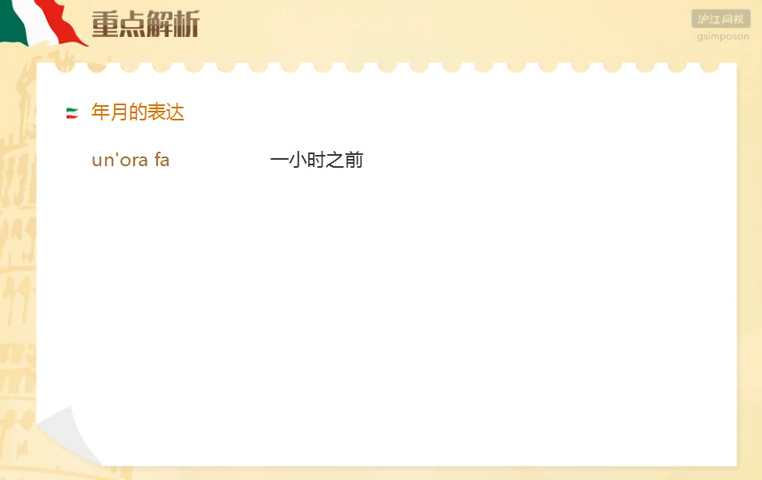 重点解析
沪江网校
gsimposon
年月的表达
un'ora fa 一小时之前